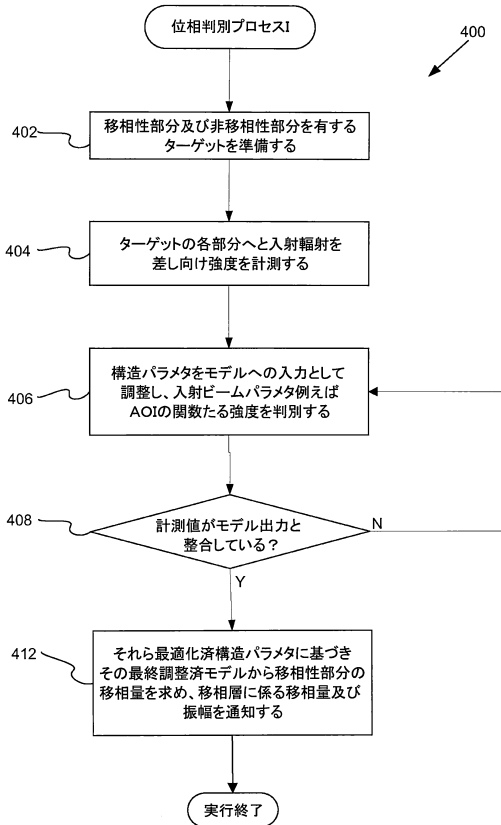 位相判別プロセスI
400
402
移相性部分及び非移相性部分を有する
ターゲットを準備する
404
ターゲットの各部分へと入射輻射を
差し向け強度を計測する
406
構造パラメタをモデルへの入力として
調整し、入射ビームパラメタ例えば
AOIの関数たる強度を判別する
408
計測値がモデル出力と
整合している?
N
Y
412
それら最適化済構造パラメタに基づき
その最終調整済モデルから移相性部分の
移相量を求め、移相層に係る移相量及び
振幅を通知する
実行終了